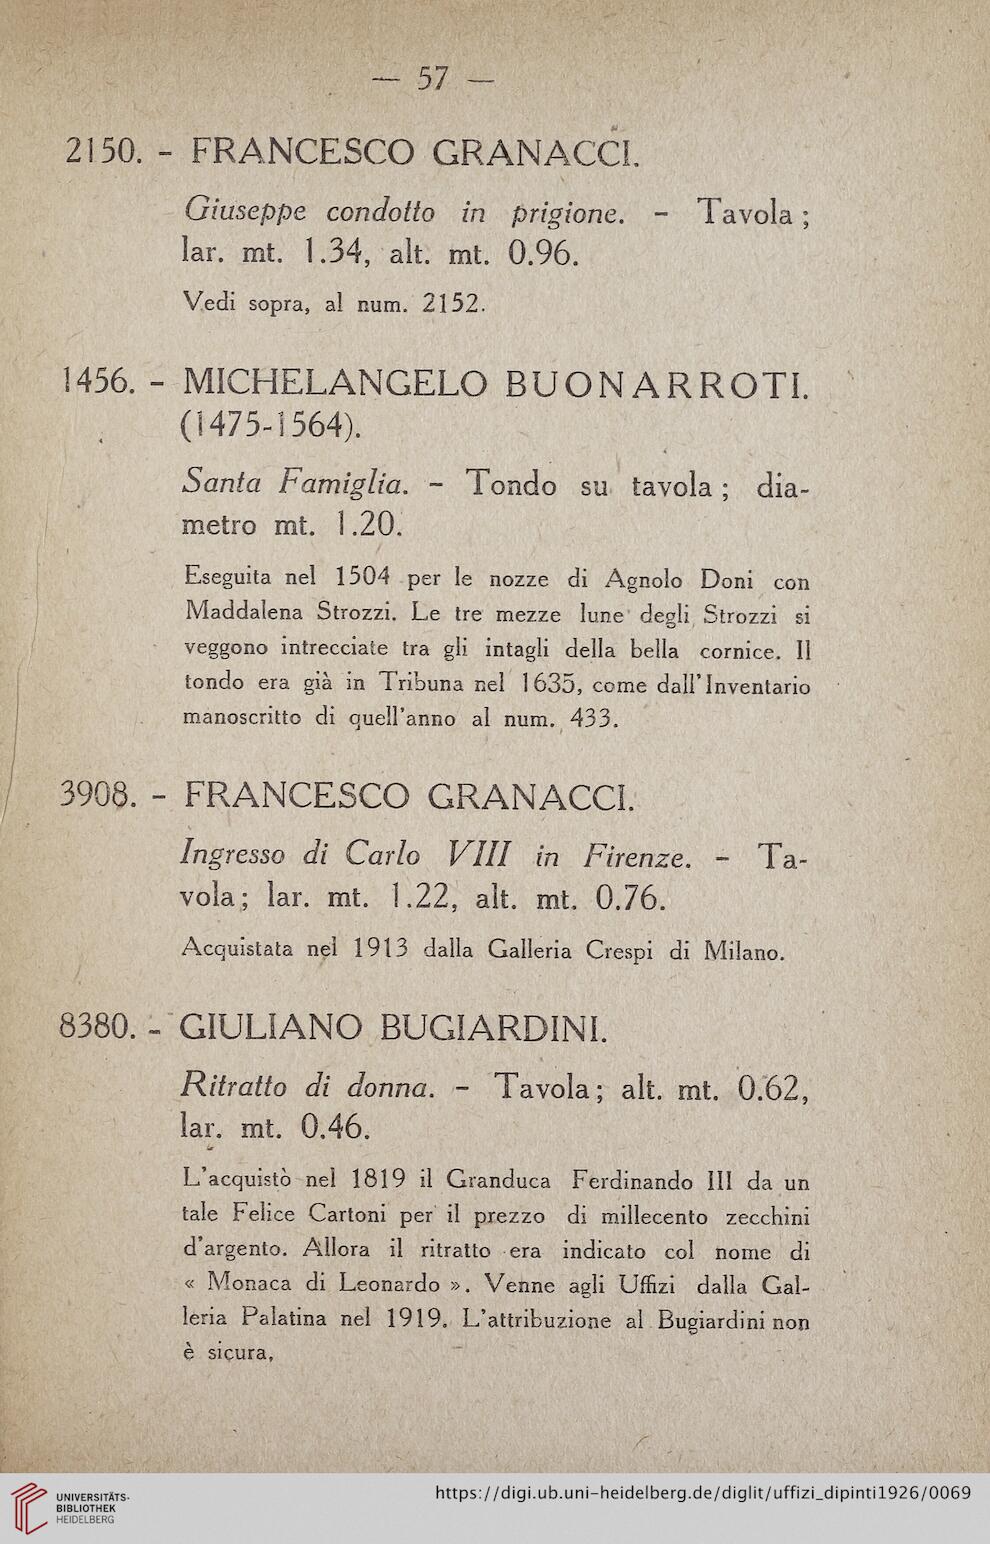 — 57 —
2150. - FRANCESCO GRANACCI.
Giuseppe condotto in prigione. - Tavola ;
lar. mt. 1.34, alt. mt. 0.96.
Vedi sopra, al num. 2152.
1456. - MICHELANGELO BUONARROTI.
(1475-1564).
Santa Famiglia. - Tondo su tavola ; dia-
metro mt. 1.20.
Eseguita nel 1504 per le nozze di Agnolo Doni con
Maddalena Strozzi. Le tre mezze lune degli Strozzi si
veggono intrecciate tra gli intagli della bella cornice. Il
tondo era già in Tribuna nel 1635, come dall'Inventario
manoscritto di quell'anno al num. 433.
3908. - FRANCESCO GRANACCI.
Ingresso di Carlo VIII in Firenze. - Ta-
vola; lar. mt. 1.22, alt. mt. 0.76.
Acquistata nel 1913 dalla Galleria Crespi di Milano.
8380. - GIULIANO BUGIARDINI.
Ritratto di donna. - Tavola; alt. mt. 0.62,
lar. mt. 0.46.
L'acquistò nel 1819 il Granduca Ferdinando III da un
tale Felice Cartoni per il prezzo di millecento zecchini
d'argento. Allora il ritratto era indicato col nome di
« Monaca di Leonardo ». Venne agli Uffizi dalla Gal-
leria Palatina nel 1919. L'attribuzione al Bugiardini non
è sicura,
UNIVERSITÄTS-
BIBLIOTHEK
HEIDELBERG
https://digi.ub.uni-heidelberg.de/diglit/uffizi_dipinti1926/0069